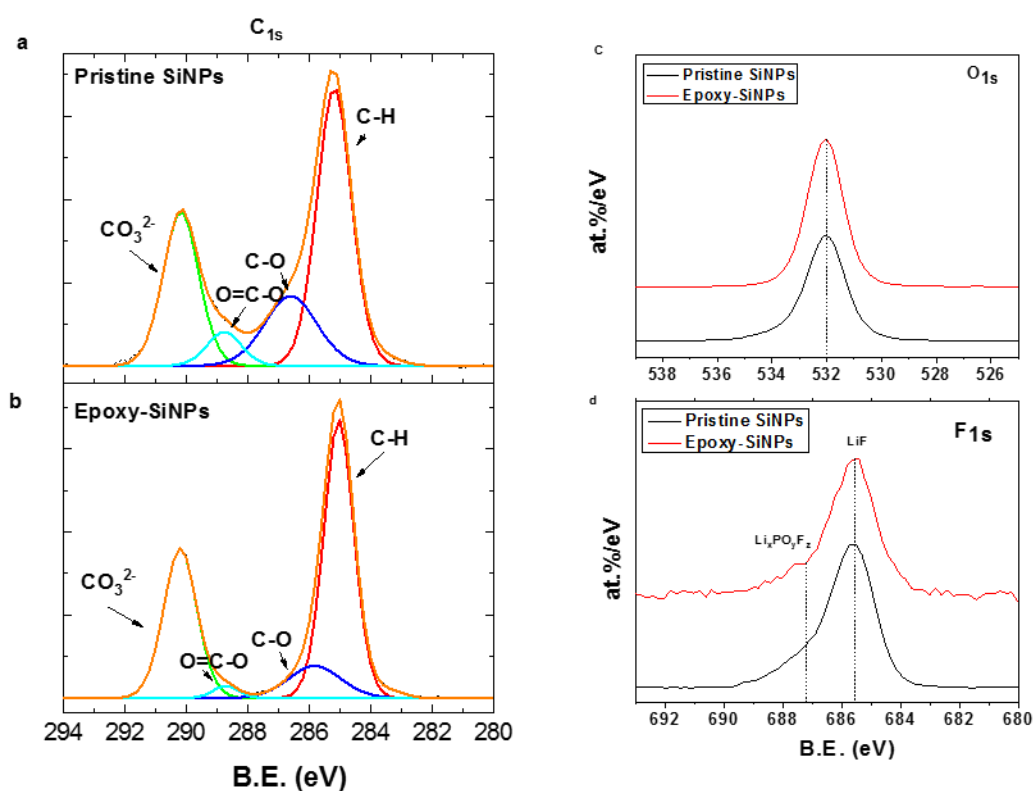 C1s
a
Pristine SiNPs
C-H
CO3^2-
C-O
O=C-O
b
Epoxy-SiNPs
C-H
CO3^2-
C-O
O=C-O
294 292 290 288 286 284 282 280
B.E. (eV)
C
Pristine SiNPs
Epoxy-SiNPs
O1s
at.%/eV
538 536 534 532 530 528 526
d
Pristine SiNPs
Epoxy-SiNPs
F1s
LiF
LixPOyFz
at.%/eV
692 690 688 686 684 682 680
B.E. (eV)